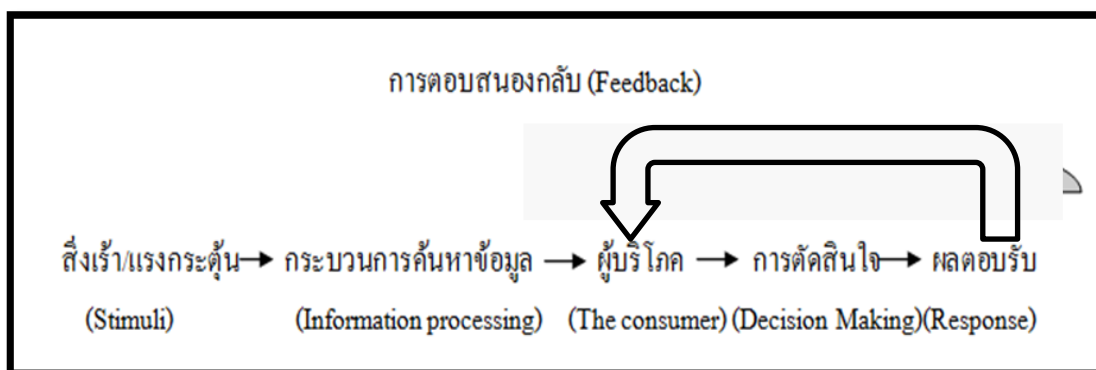 การตอบสนองกลับ (Feedback)
สิ่งเร้า/แรงกระตุ้น → กระบวนการค้นหาข้อมูล → ผู้บริโภค → การตัดสินใจ → ผลตอบรับ
(Stimuli) (Information processing) (The consumer) (Decision Making)(Response)